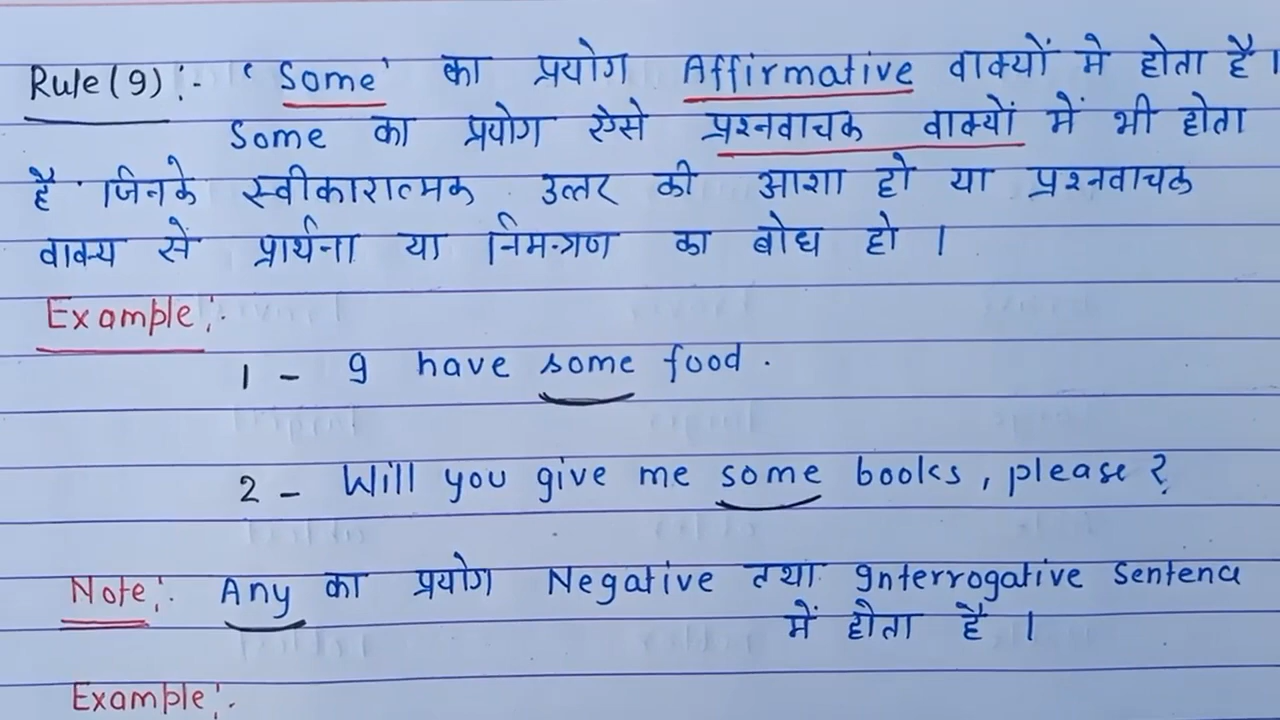 Rule(9):- 'Some' का प्रयोग Affirmative वाक्यों मे होता है।
Some का प्रयोग ऐसे प्रश्नवाचक वाक्यों में भी होता
है जिनके स्वीकारात्मक उत्तर की आशा हो या प्रश्नवाचक
वाक्य से प्रार्थना या निमन्त्रण का बोध हो ।
Example:-
1 - I have some food.
2 - Will you give me some books, please?
Note:- Any का प्रयोग Negative तथा Interrogative Sentenc
में होता है ।
Example:-